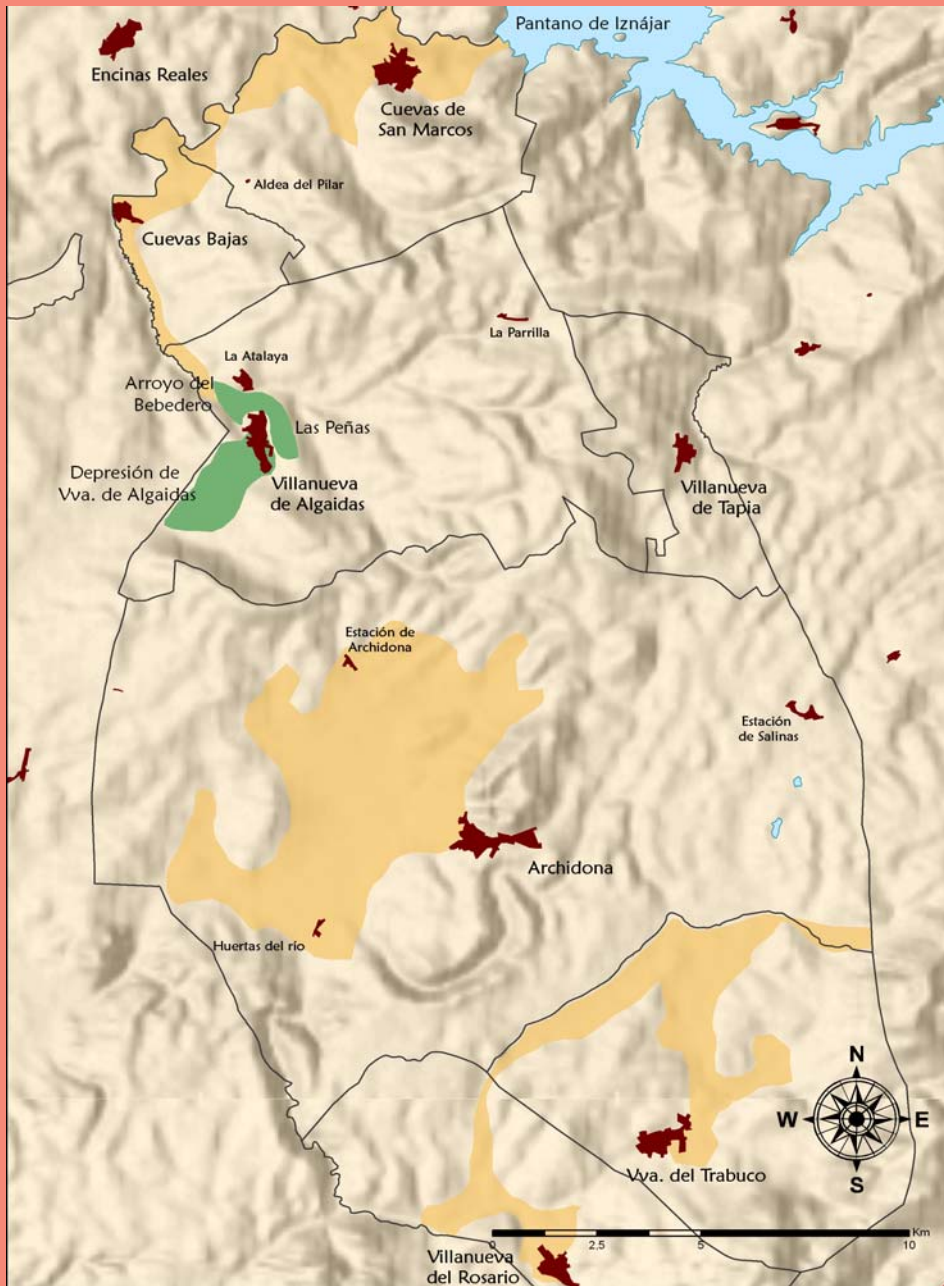 Pantano de Iznájar
Encinas Reales
Cuevas de
San Marcos
Aldea del Pilar
Cuevas Bajas
La Parrilla
La Atalaya
Arroyo del
Bebedero
Las Peñas
Depresión de
Vva. de Algaidas
Villanueva
de Algaidas
Villanueva
de Tapia
Estación de
Archidona
Estación
de Salinas
Archidona
Huertas del río
N
W
E
S
Vva. del Trabuco
Km
0
2,5
5
10
Villanueva
del Rosario